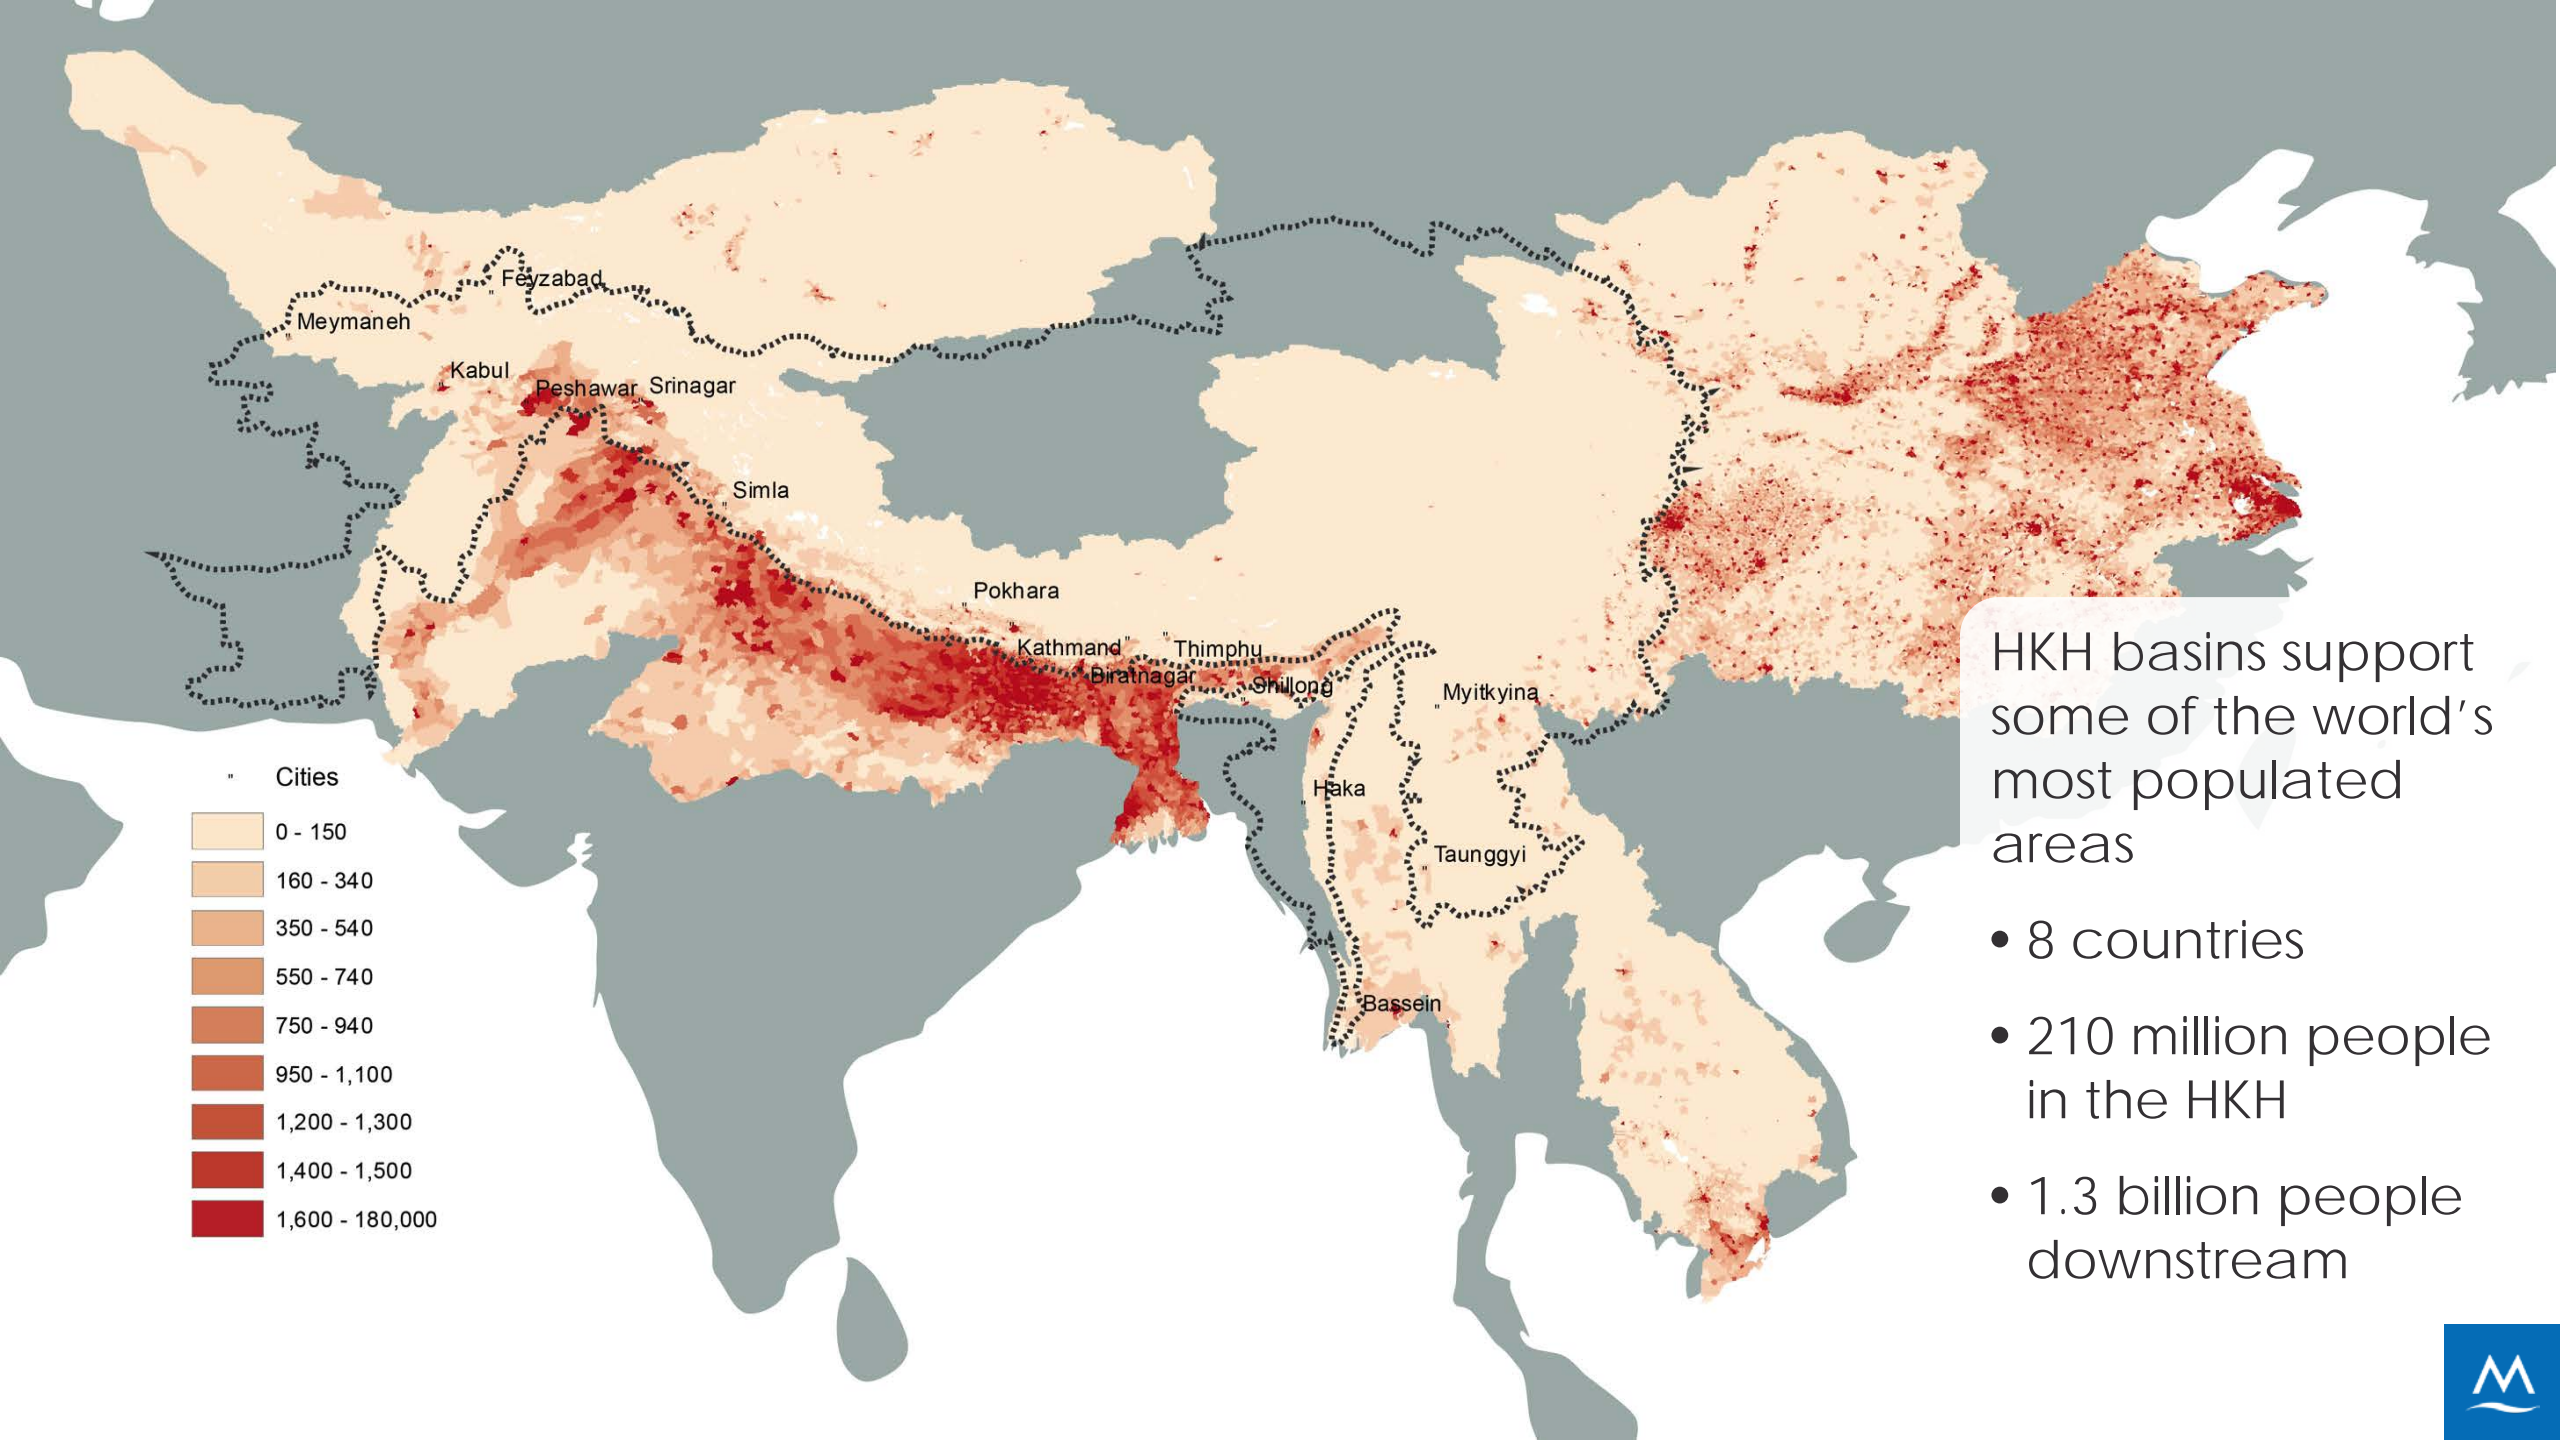 Feyzabad
Meymaneh
Kabul
Peshawar
Srinagar
Simla
Pokhara
Kathmand
Thimphu
Biratnagar
Shillong
Myitkyina
Haka
Taunggyi
Bassein
" Cities
0 - 150
160 - 340
350 - 540
550 - 740
750 - 940
950 - 1,100
1,200 - 1,300
1,400 - 1,500
1,600 - 180,000
HKH basins support
some of the world's
most populated
areas
• 8 countries
• 210 million people
in the HKH
• 1.3 billion people
downstream